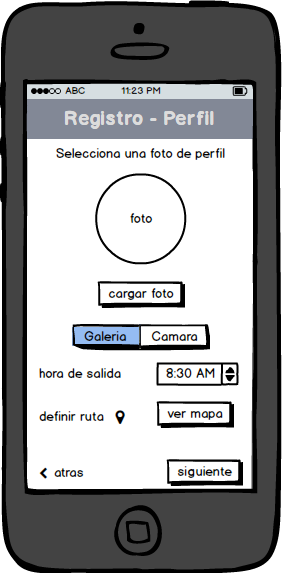 ABC 11:23 PM
Registro - Perfil
Selecciona una foto de perfil
foto
cargar foto
Galeria Camara
hora de salida 8:30 AM
definir ruta ver mapa
atras siguiente